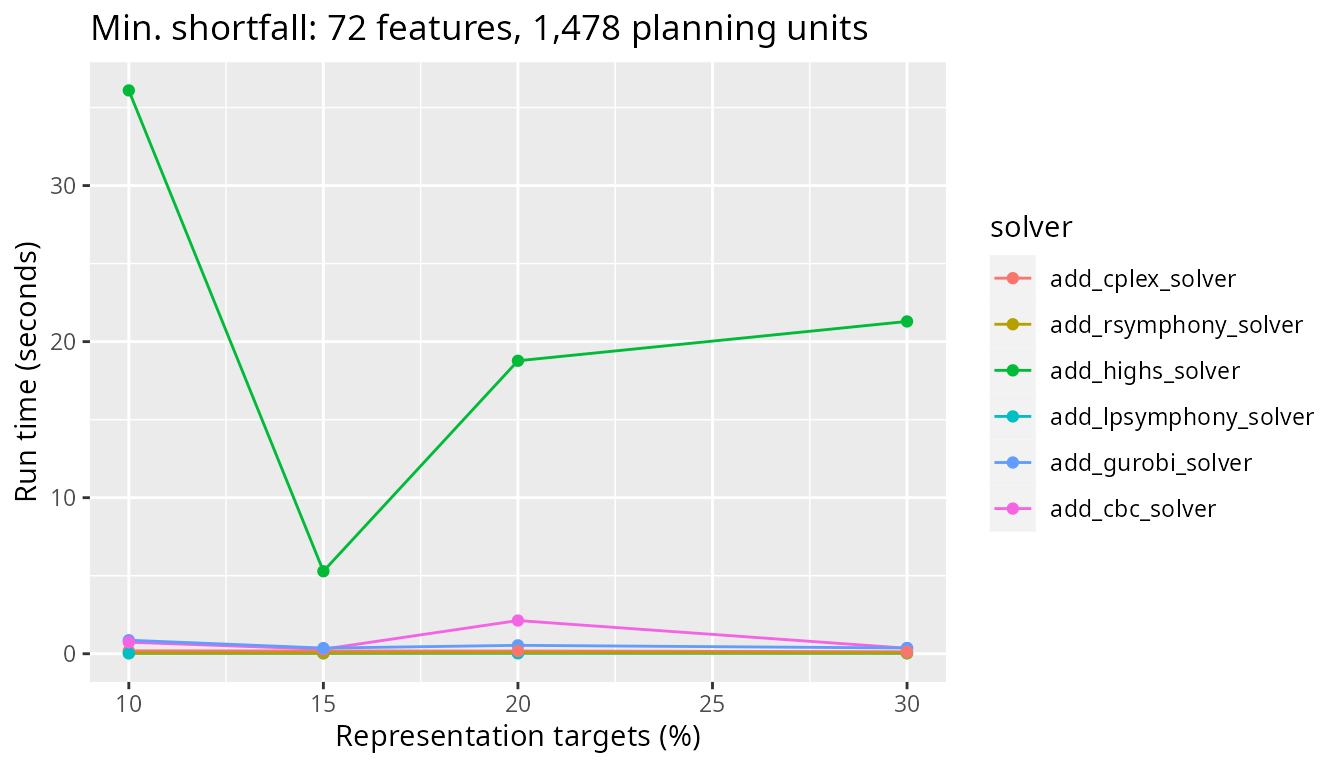 Min. shortfall: 72 features, 1,478 planning units
Run time (seconds)
30
20
10
0
10 15 20 25 30
Representation targets (%)
solver
add_cplex_solver
add_rsymphony_solver
add_highs_solver
add_lpsymphony_solver
add_gurobi_solver
add_cbc_solver